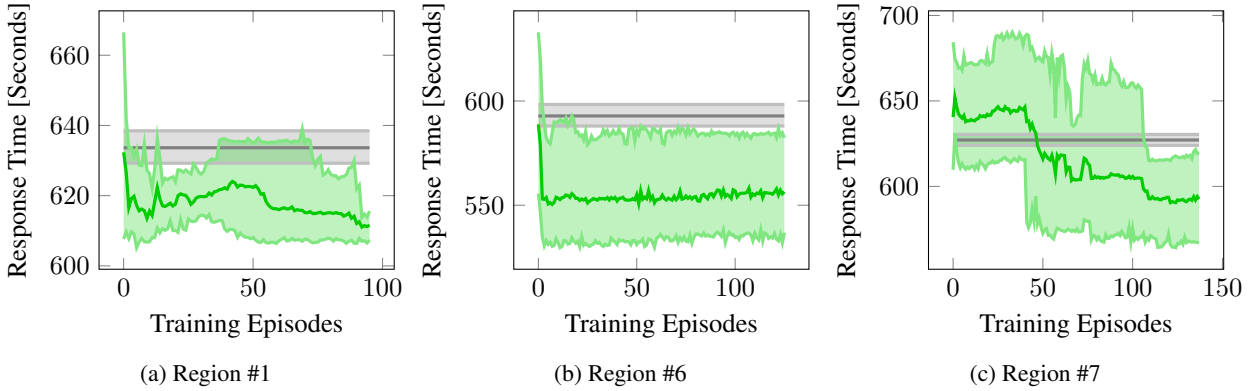 Response Time [Seconds]
660
640
620
600
0
50
100
Training Episodes
(a) Region #1
Response Time [Seconds]
600
550
0
50
100
Training Episodes
(b) Region #6
Response Time [Seconds]
700
650
600
0
50
100
150
Training Episodes
(c) Region #7